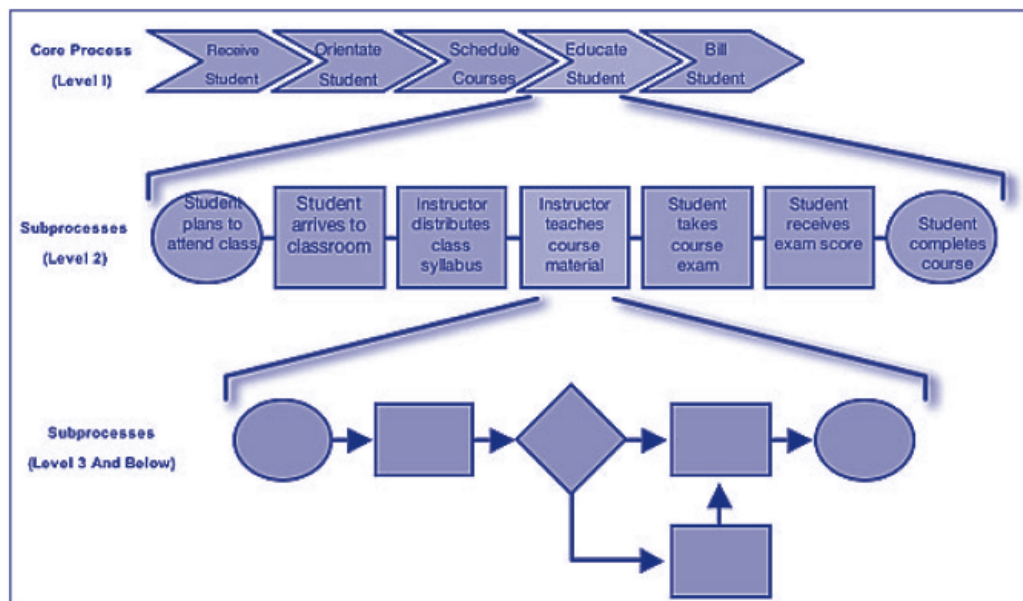 Core Process
(Level I)
Receive
Student
Orientate
Student
Schedule
Courses
Educate
Student
Bill
Student
Subprocesses
(Level 2)
Student
plans to
attend class
Student
arrives to
classroom
Instructor
distributes
class
syllabus
Instructor
teaches
course
material
Student
takes
course
exam
Student
receives
exam score
Student
completes
course
Subprocesses
(Level 3 And Below)